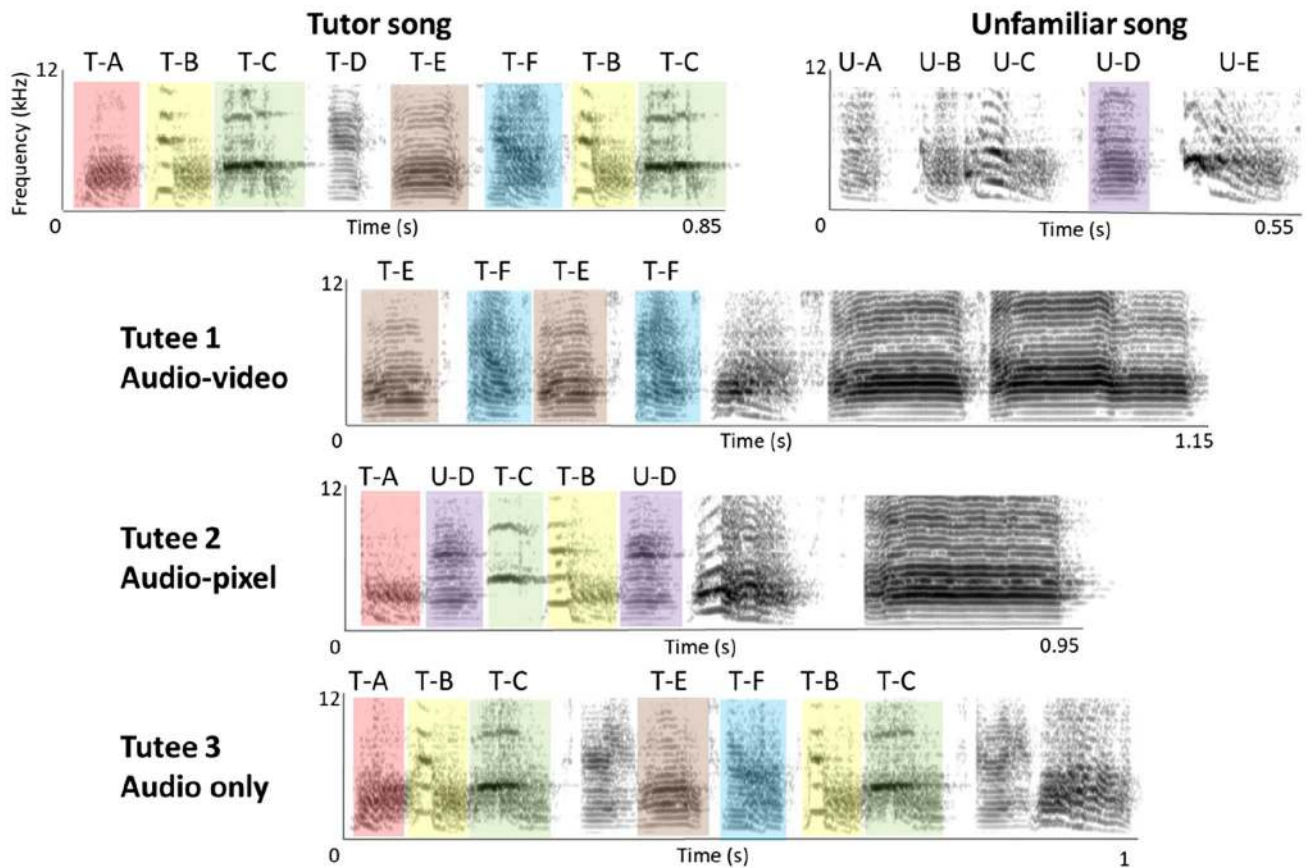 Tutor song
Unfamiliar song
T-A T-B T-C T-D T-E T-F T-B T-C
U-A U-B U-C U-D U-E
12
Frequency (kHz)
0 Time (s) 0.85
12
0 Time (s) 0.55
T-E T-F T-E T-F
12
Tutee 1
Audio-video
0 Time (s) 1.15
T-A U-D T-C T-B U-D
12
Tutee 2
Audio-pixel
0 Time (s) 0.95
T-A T-B T-C T-E T-F T-B T-C
12
Tutee 3
Audio only
0 Time (s) 1